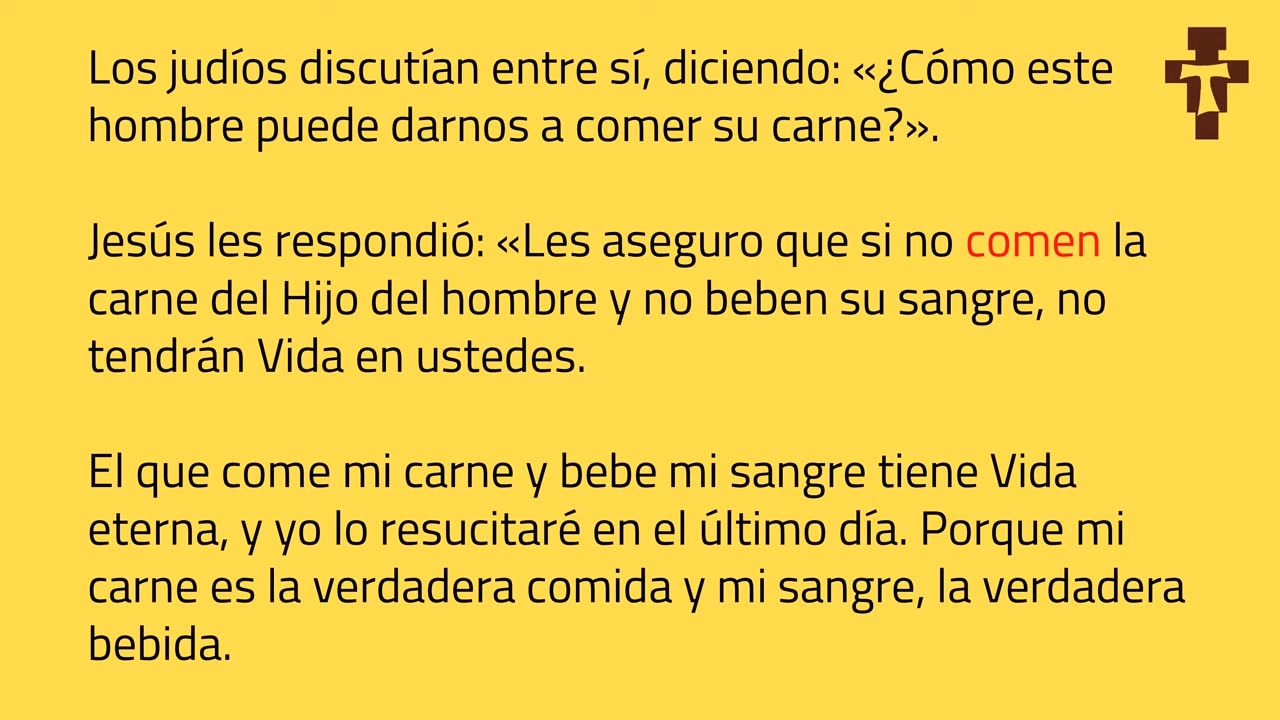 Los judíos discutían entre sí, diciendo: «¿Cómo este
hombre puede darnos a comer su carne?».
Jesús les respondió: «Les aseguro que si no comen la
carne del Hijo del hombre y no beben su sangre, no
tendrán Vida en ustedes.
El que come mi carne y bebe mi sangre tiene Vida
eterna, y yo lo resucitaré en el último día. Porque mi
carne es la verdadera comida y mi sangre, la verdadera
bebida.